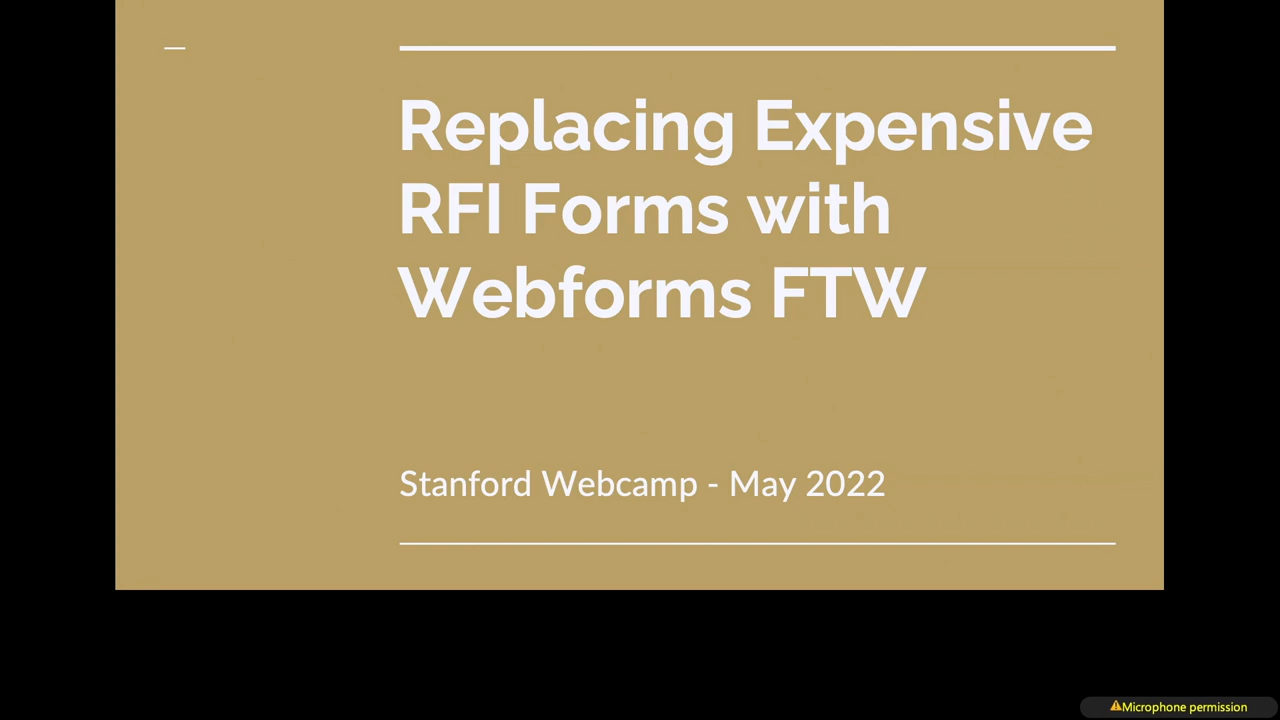 Replacing Expensive
RFI Forms with
Webforms FTW
Stanford Webcamp - May 2022
Microphone permission